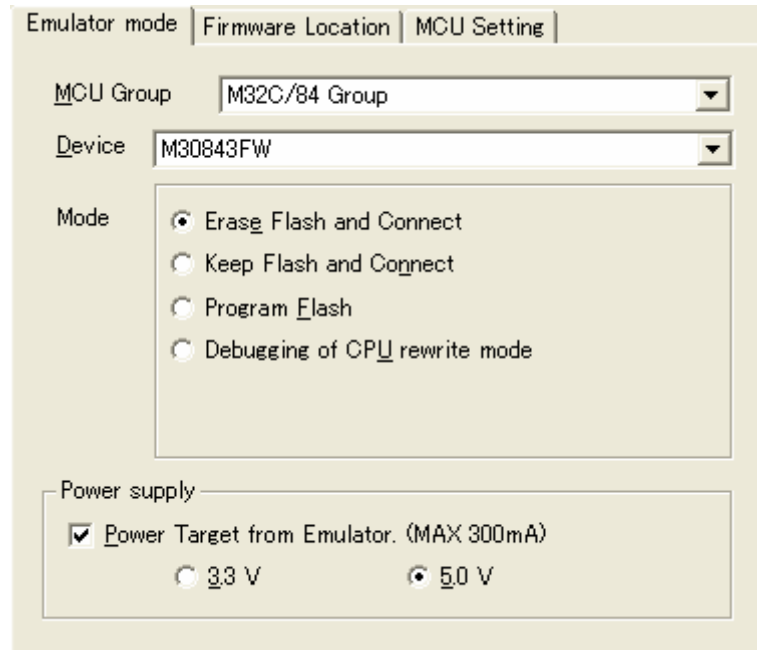 Emulator mode Firmware Location MCU Setting
MCU Group M32C/84 Group
Device M30843FW
Mode Erase Flash and Connect
Keep Flash and Connect
Program Flash
Debugging of CPU rewrite mode
Power supply
Power Target from Emulator. (MAX 300mA)
3.3 V 5.0 V